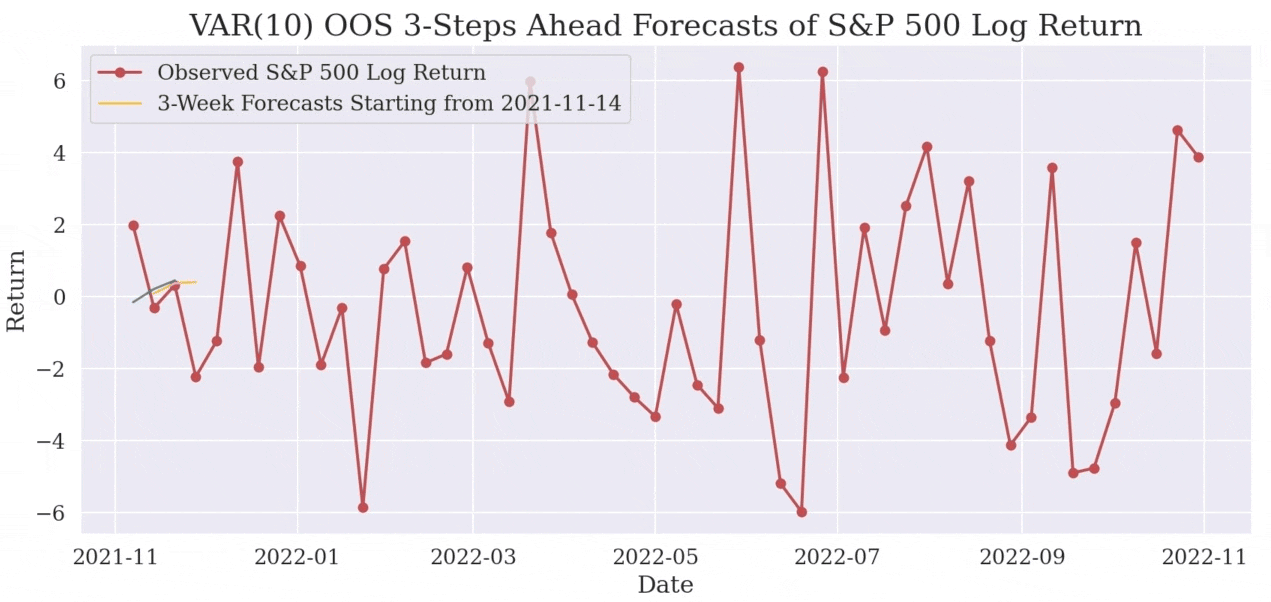 VAR(10) OOS 3-Steps Ahead Forecasts of S&P 500 Log Return
Observed S&P 500 Log Return
3-Week Forecasts Starting from 2021-11-14
6
4
2
0
−2
−4
−6
Return
2021-11
2022-01
2022-03
2022-05
2022-07
2022-09
2022-11
Date